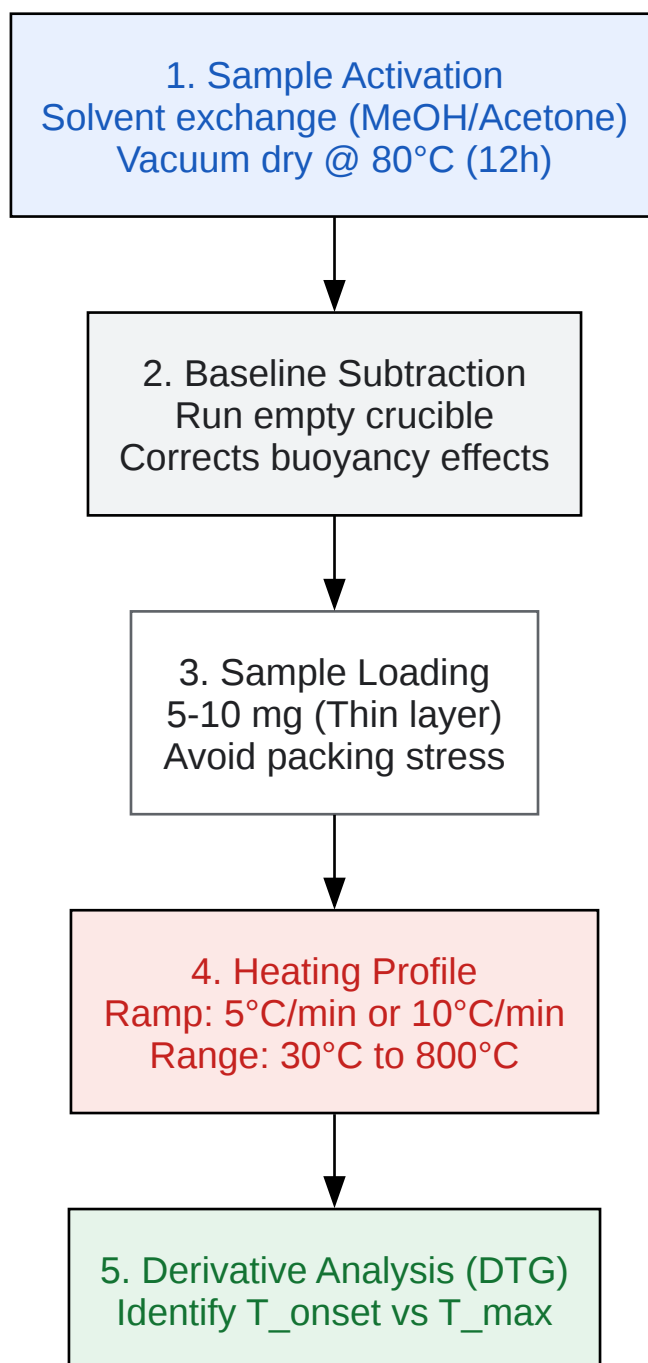 1. Sample Activation
Solvent exchange (MeOH/Acetone)
Vacuum dry @ 80°C (12h)
2. Baseline Subtraction
Run empty crucible
Corrects buoyancy effects
3. Sample Loading
5-10 mg (Thin layer)
Avoid packing stress
4. Heating Profile
Ramp: 5°C/min or 10°C/min
Range: 30°C to 800°C
5. Derivative Analysis (DTG)
Identify T_onset vs T_max